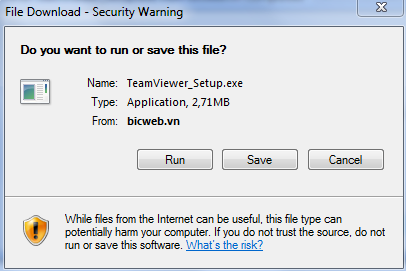 File Download - Security Warning
Do you want to run or save this file?
Name: TeamViewer_Setup.exe
Type: Application, 2,71MB
From: bicweb.vn
Run Save Cancel
While files from the Internet can be useful, this file type can
potentially harm your computer. If you do not trust the source, do not
run or save this software. What's the risk?